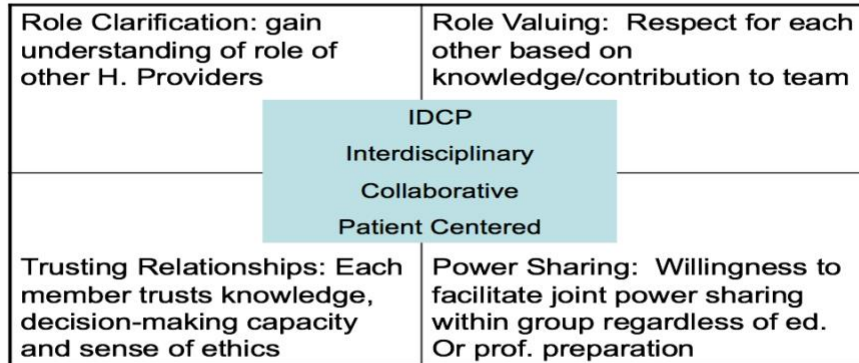 Role Clarification: gain
understanding of role of
other H. Providers
Role Valuing: Respect for each
other based on
knowledge/contribution to team
IDCP
Interdisciplinary
Collaborative
Patient Centered
Trusting Relationships: Each
member trusts knowledge,
decision-making capacity
and sense of ethics
Power Sharing: Willingness to
facilitate joint power sharing
within group regardless of ed.
Or prof. preparation